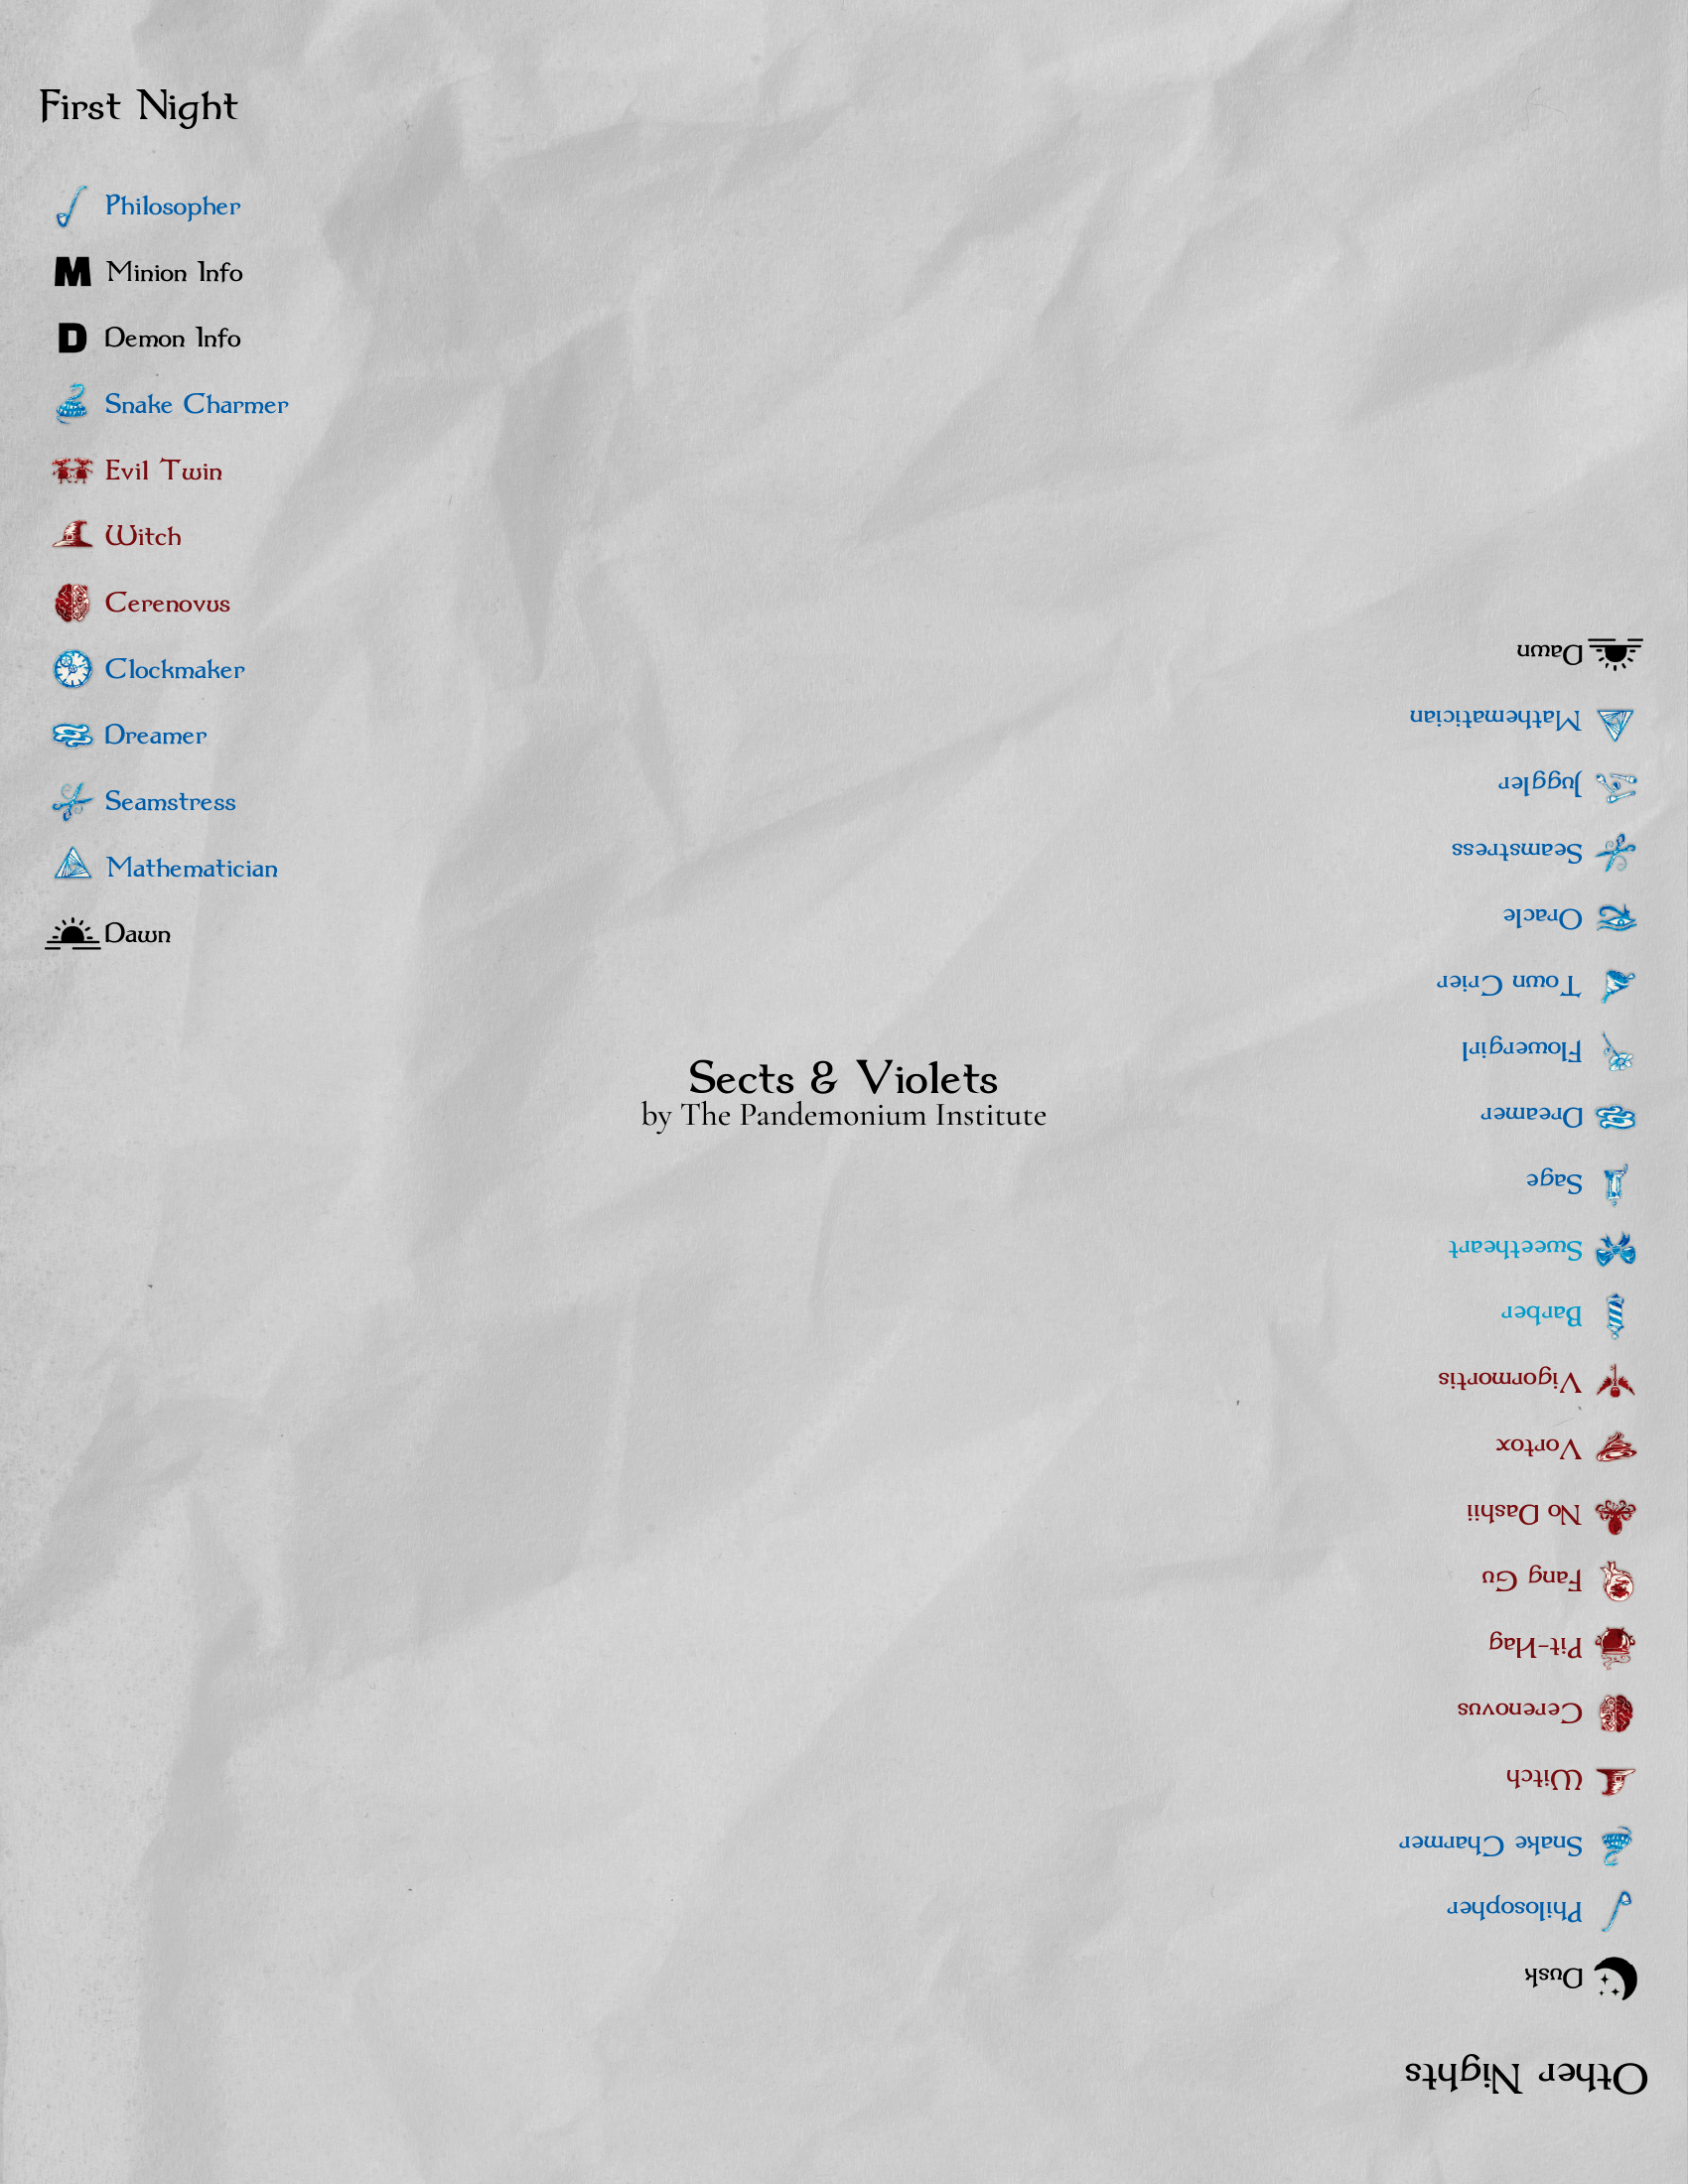 First Night
Philosopher
M Minion Info
D Demon Info
Snake Charmer
Evil Twin
Witch
Cerenovus
Clockmaker
Dreamer
Seamstress
Mathematician
Dawn
Sects & Violets
by The Pandemonium Institute
Other Nights
Dusk
Philosopher
Snake Charmer
Witch
Cerenovus
Pit-Hag
Fang Gu
No Dashii
Vortox
Vigormortis
Barber
Sweetheart
Sage
Dreamer
Flowergirl
Town Crier
Oracle
Seamstress
Juggler
Mathematician
Dawn